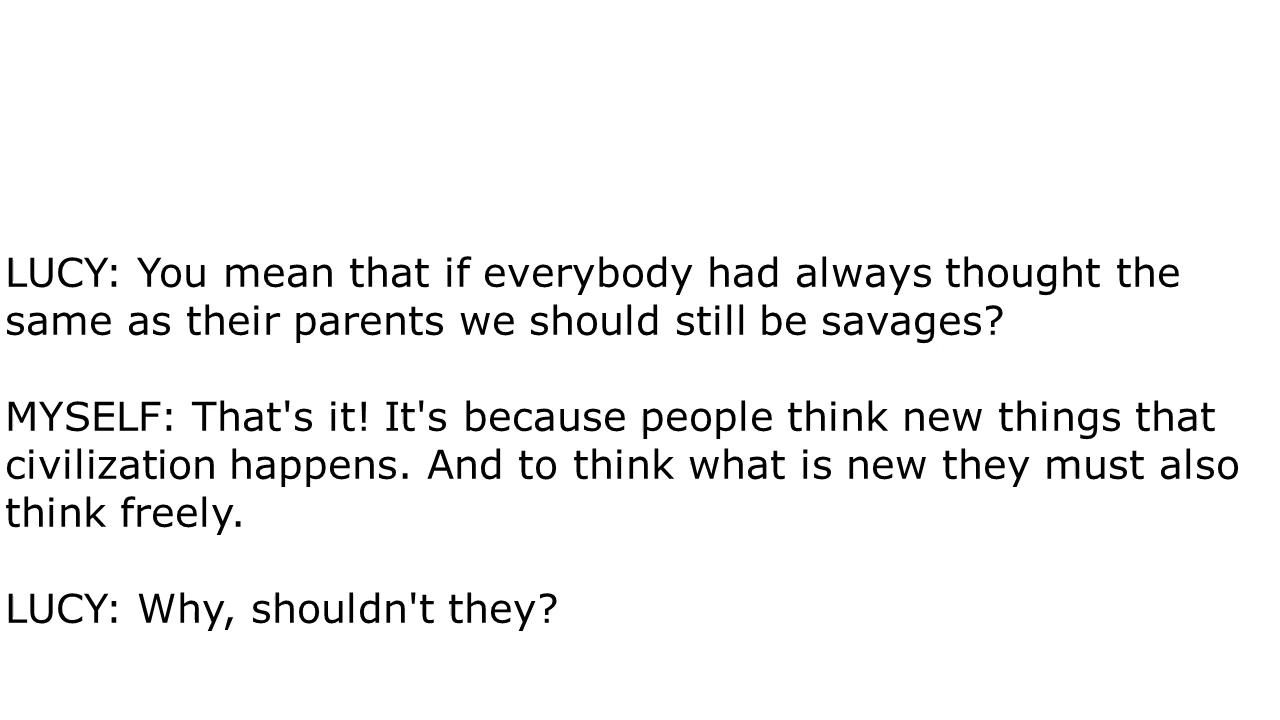 LUCY: You mean that if everybody had always thought the
same as their parents we should still be savages?
MYSELF: That's it! It's because people think new things that
civilization happens. And to think what is new they must also
think freely.
LUCY: Why, shouldn't they?